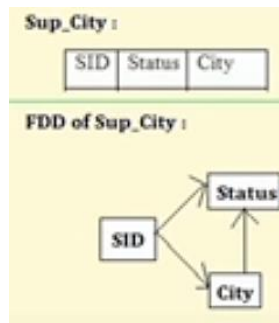 Sup_City :
SID Status City
FDD of Sup_City :
Status
SID
City